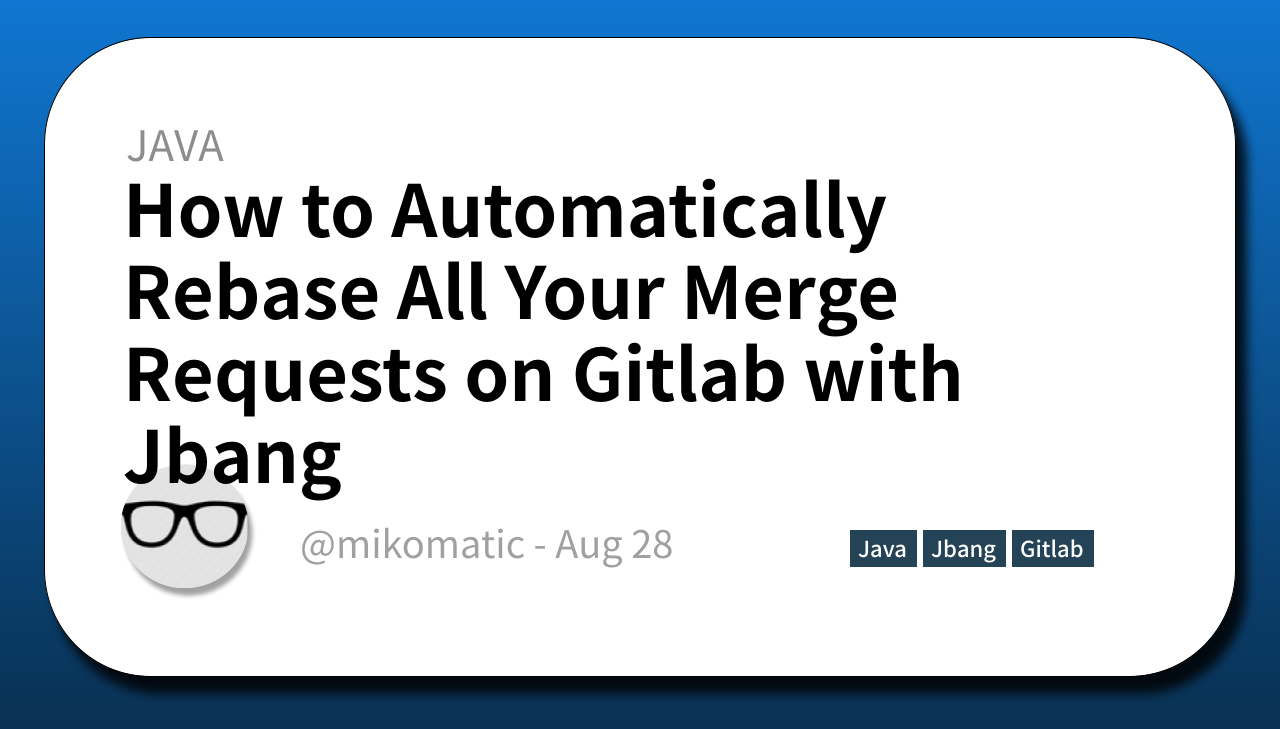 JAVA
How to Automatically
Rebase All Your Merge
Requests on Gitlab with
Jbang
@mikomatic - Aug 28
Java Jbang Gitlab